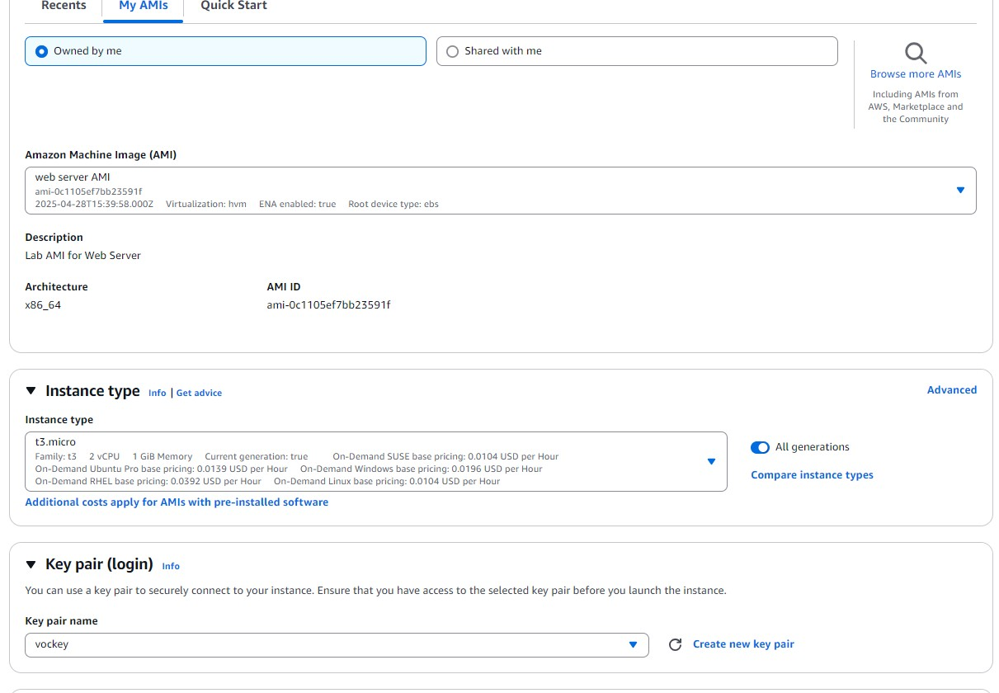 Recents My AMIs Quick Start
Owned by me Shared with me
Browse more AMIs
Including AMIs from
AWS, Marketplace and
the Community
Amazon Machine Image (AMI)
web server AMI
ami-0c1105ef7bb23591f
2025-04-28T15:39:58.000Z Virtualization: hvm ENA enabled: true Root device type: ebs
Description
Lab AMI for Web Server
Architecture AMI ID
x86_64 ami-0c1105ef7bb23591f
Instance type Info | Get advice Advanced
Instance type
t3.micro
Family: t3 2 vCPU 1 GiB Memory Current generation: true On-Demand SUSE base pricing: 0.0104 USD per Hour
On-Demand Ubuntu Pro base pricing: 0.0139 USD per Hour On-Demand Windows base pricing: 0.0196 USD per Hour
On-Demand RHEL base pricing: 0.0392 USD per Hour On-Demand Linux base pricing: 0.0104 USD per Hour
All generations
Compare instance types
Additional costs apply for AMIs with pre-installed software
Key pair (login) Info
You can use a key pair to securely connect to your instance. Ensure that you have access to the selected key pair before you launch the instance.
Key pair name
vockey Create new key pair